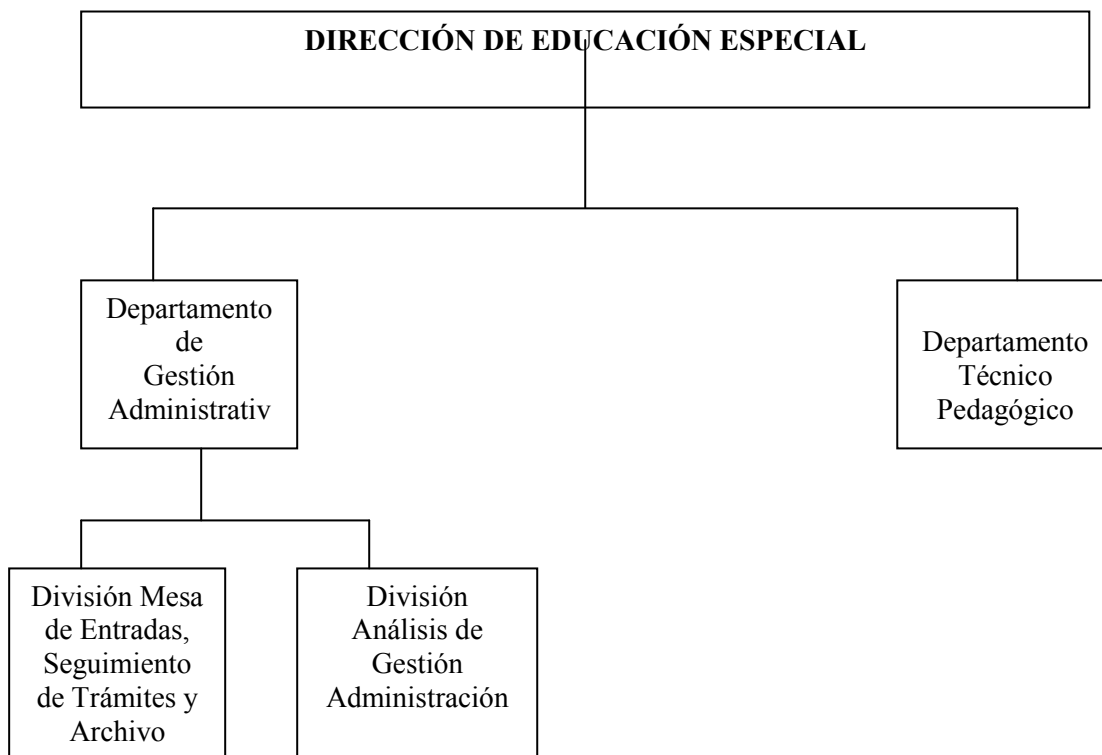 DIRECCIÓN DE EDUCACIÓN ESPECIAL
Departamento
de
Gestión
Administrativ
Departamento
Técnico
Pedagógico
División Mesa
de Entradas,
Seguimiento
de Trámites y
Archivo
División
Análisis de
Gestión
Administración